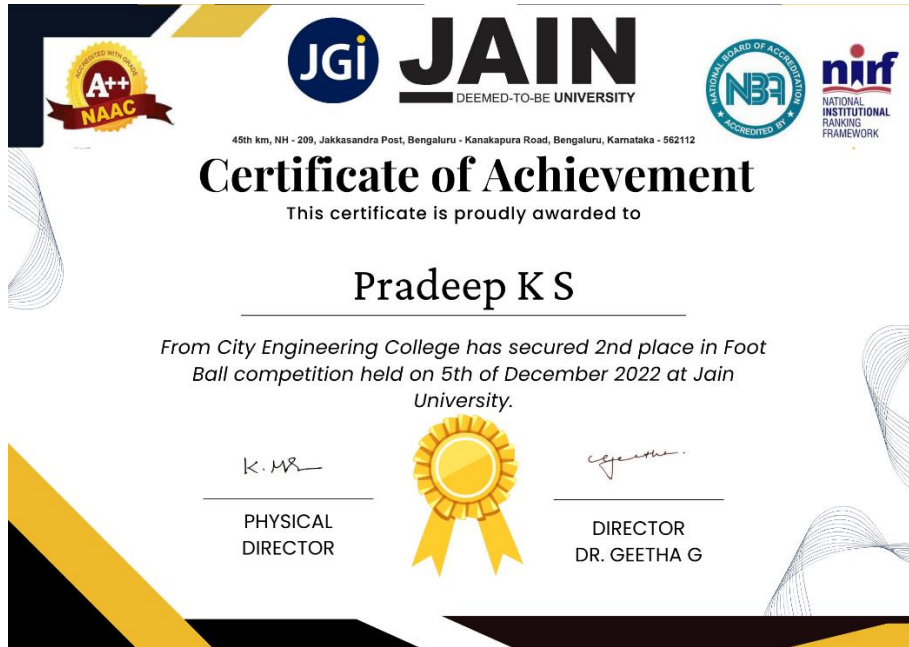 ACCREDITED WITH GRADE
A++
NAAC
JGi JAIN
DEEMED-TO-BE UNIVERSITY
NATIONAL BOARD OF ACCREDITATION
NBA
ACCREDITED BY
nirf
NATIONAL
INSTITUTIONAL
RANKING
FRAMEWORK
45th km, NH - 209, Jakkasandra Post, Bengaluru - Kanakapura Road, Bengaluru, Karnataka - 562112
Certificate of Achievement
This certificate is proudly awarded to
Pradeep K S
From City Engineering College has secured 2nd place in Foot
Ball competition held on 5th of December 2022 at Jain
University.
Geetha
PHYSICAL
DIRECTOR
DIRECTOR
DR. GEETHA G